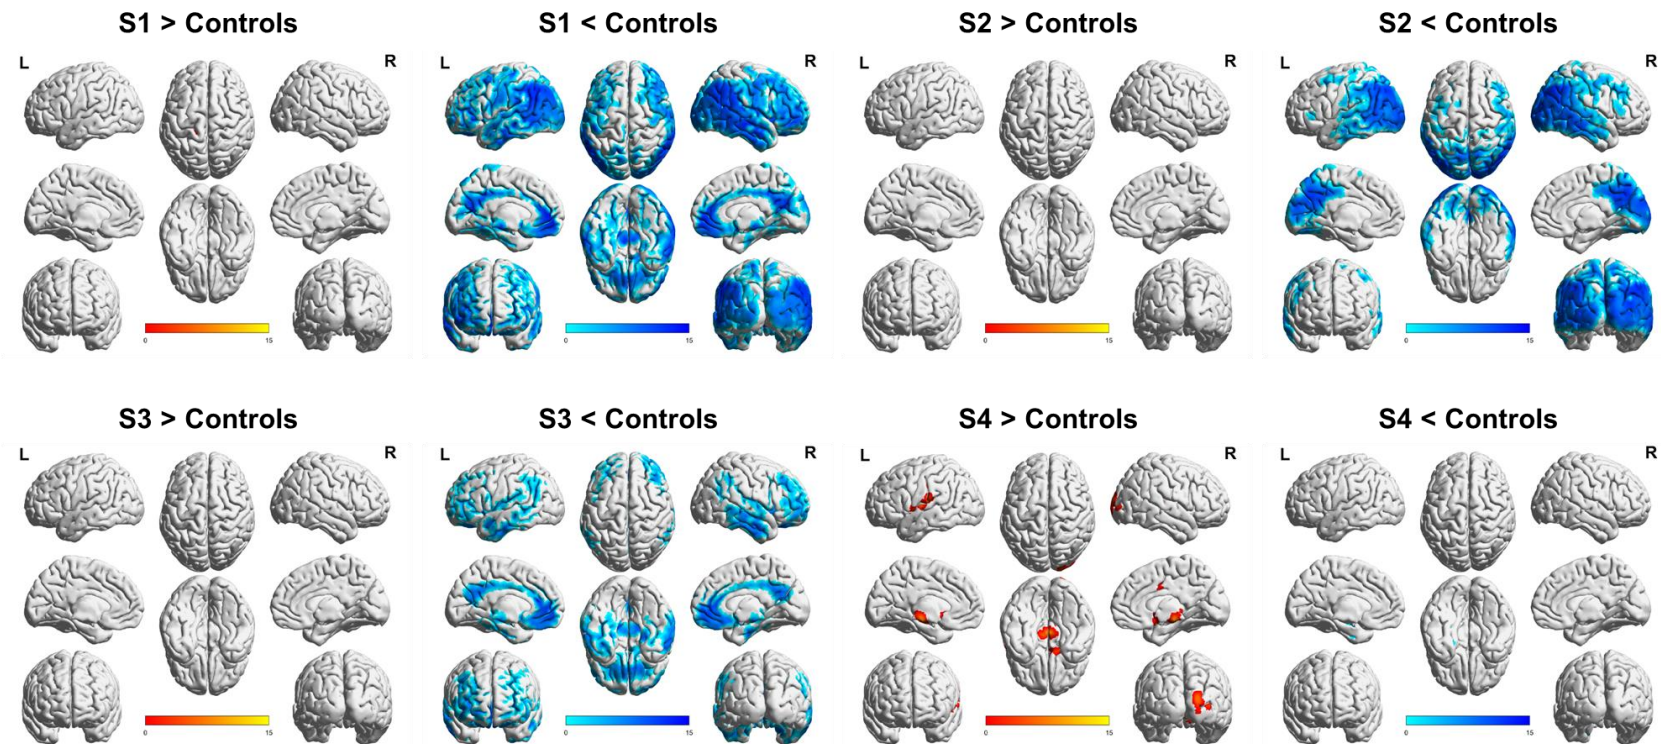 S1 > Controls
S1 < Controls
S2 > Controls
S2 < Controls
L R
L R
L R
L R
0 15
0 15
0 15
0 15
S3 > Controls
S3 < Controls
S4 > Controls
S4 < Controls
L R
L R
L R
L R
0 15
0 15
0 15
0 15